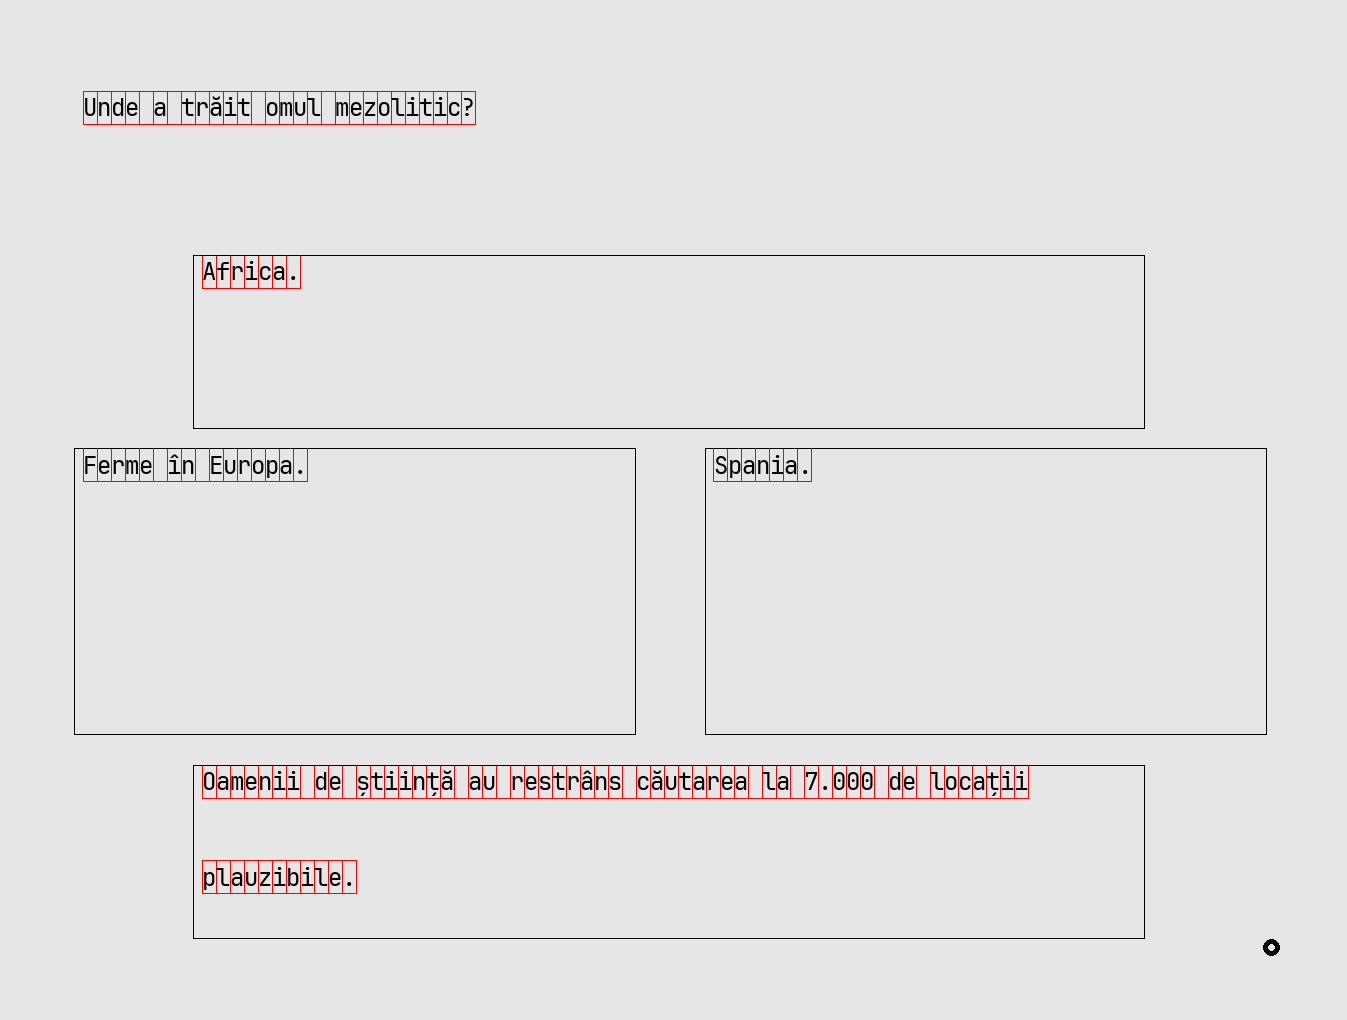 Unde a trăit omul mezolitic?
Africa.
Ferme în Europa.
Spania.
Oamenii de știință au restrâns căutarea la 7.000 de locații
plauzibile.